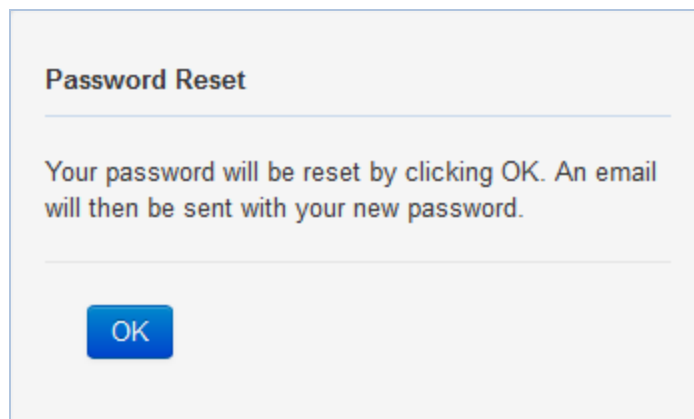 Password Reset
Your password will be reset by clicking OK. An email
will then be sent with your new password.
OK